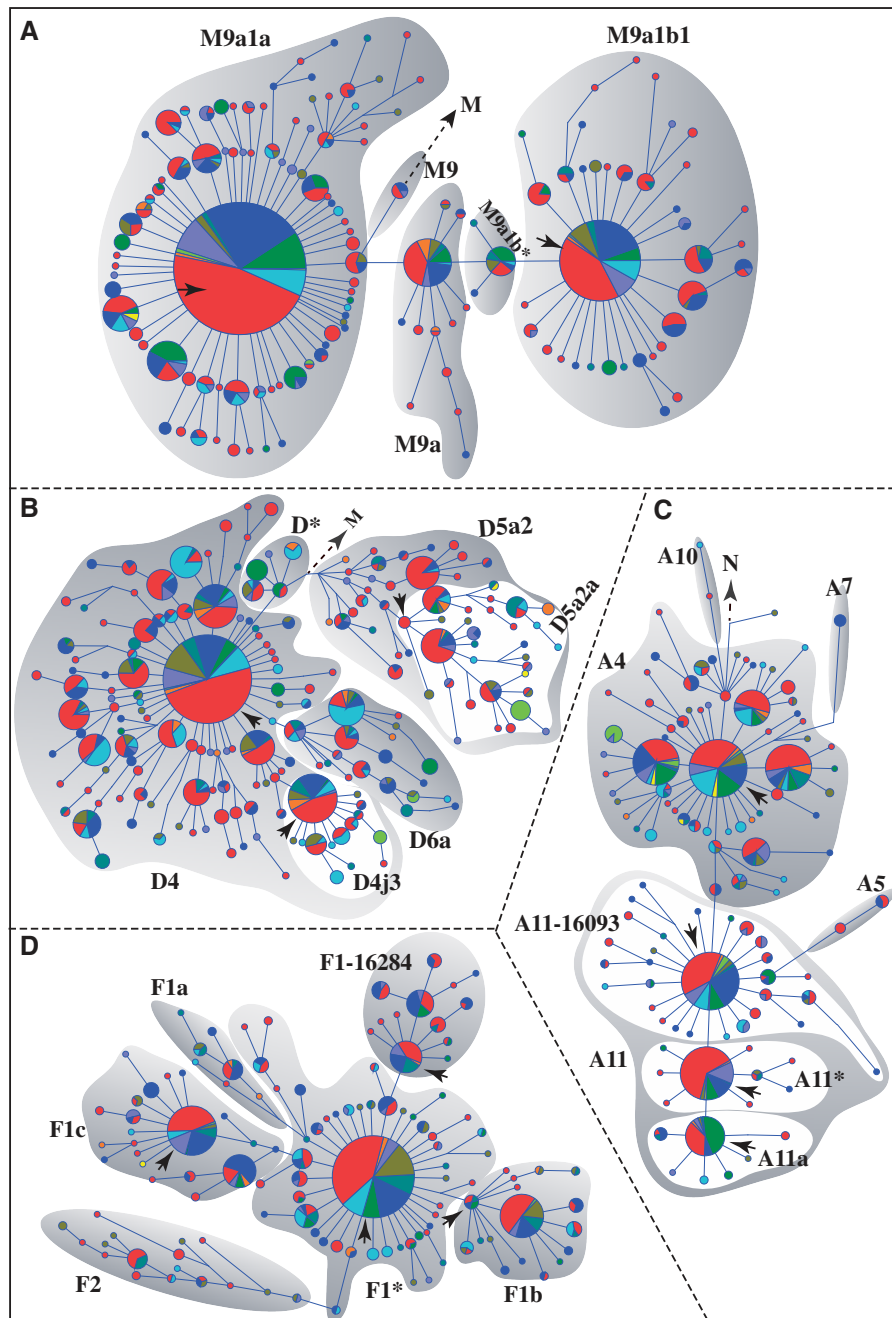 A
M9a1a
M9a1b1
M
M9
M9a1b*
M9a
B
D*
M
D5a2
D5a2a
D4
D4j3
D6a
C
A10
N
A7
A4
A5
A11-16093
A11
A11*
A11a
D
F1-16284
F1a
F1c
F2
F1*
F1b